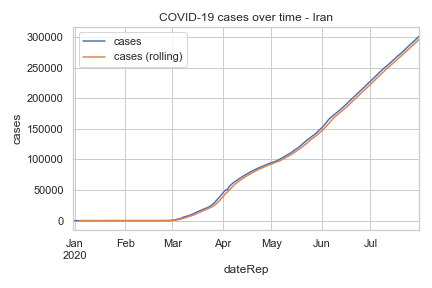 COVID-19 cases over time - Iran
cases
cases (rolling)
300000
250000
200000
150000
100000
50000
0
cases
Jan Feb Mar Apr May Jun Jul
2020
dateRep